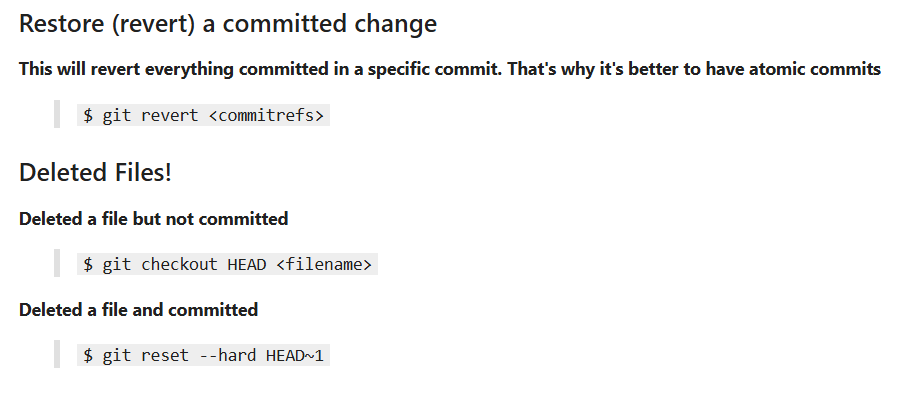 Restore (revert) a committed change
This will revert everything committed in a specific commit. That's why it's better to have atomic commits
$ git revert <commitrefs>
Deleted Files!
Deleted a file but not committed
$ git checkout HEAD <filename>
Deleted a file and committed
$ git reset --hard HEAD~1